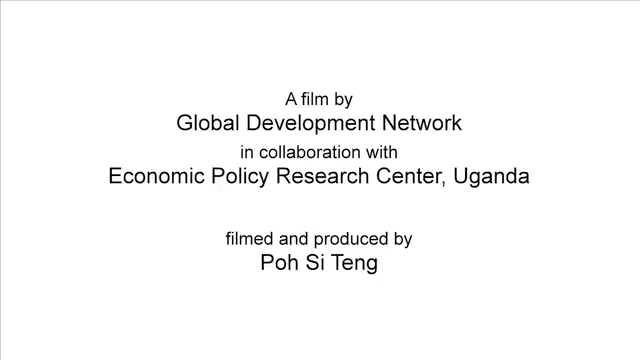 A film by
Global Development Network
in collaboration with
Economic Policy Research Center, Uganda
filmed and produced by
Poh Si Teng